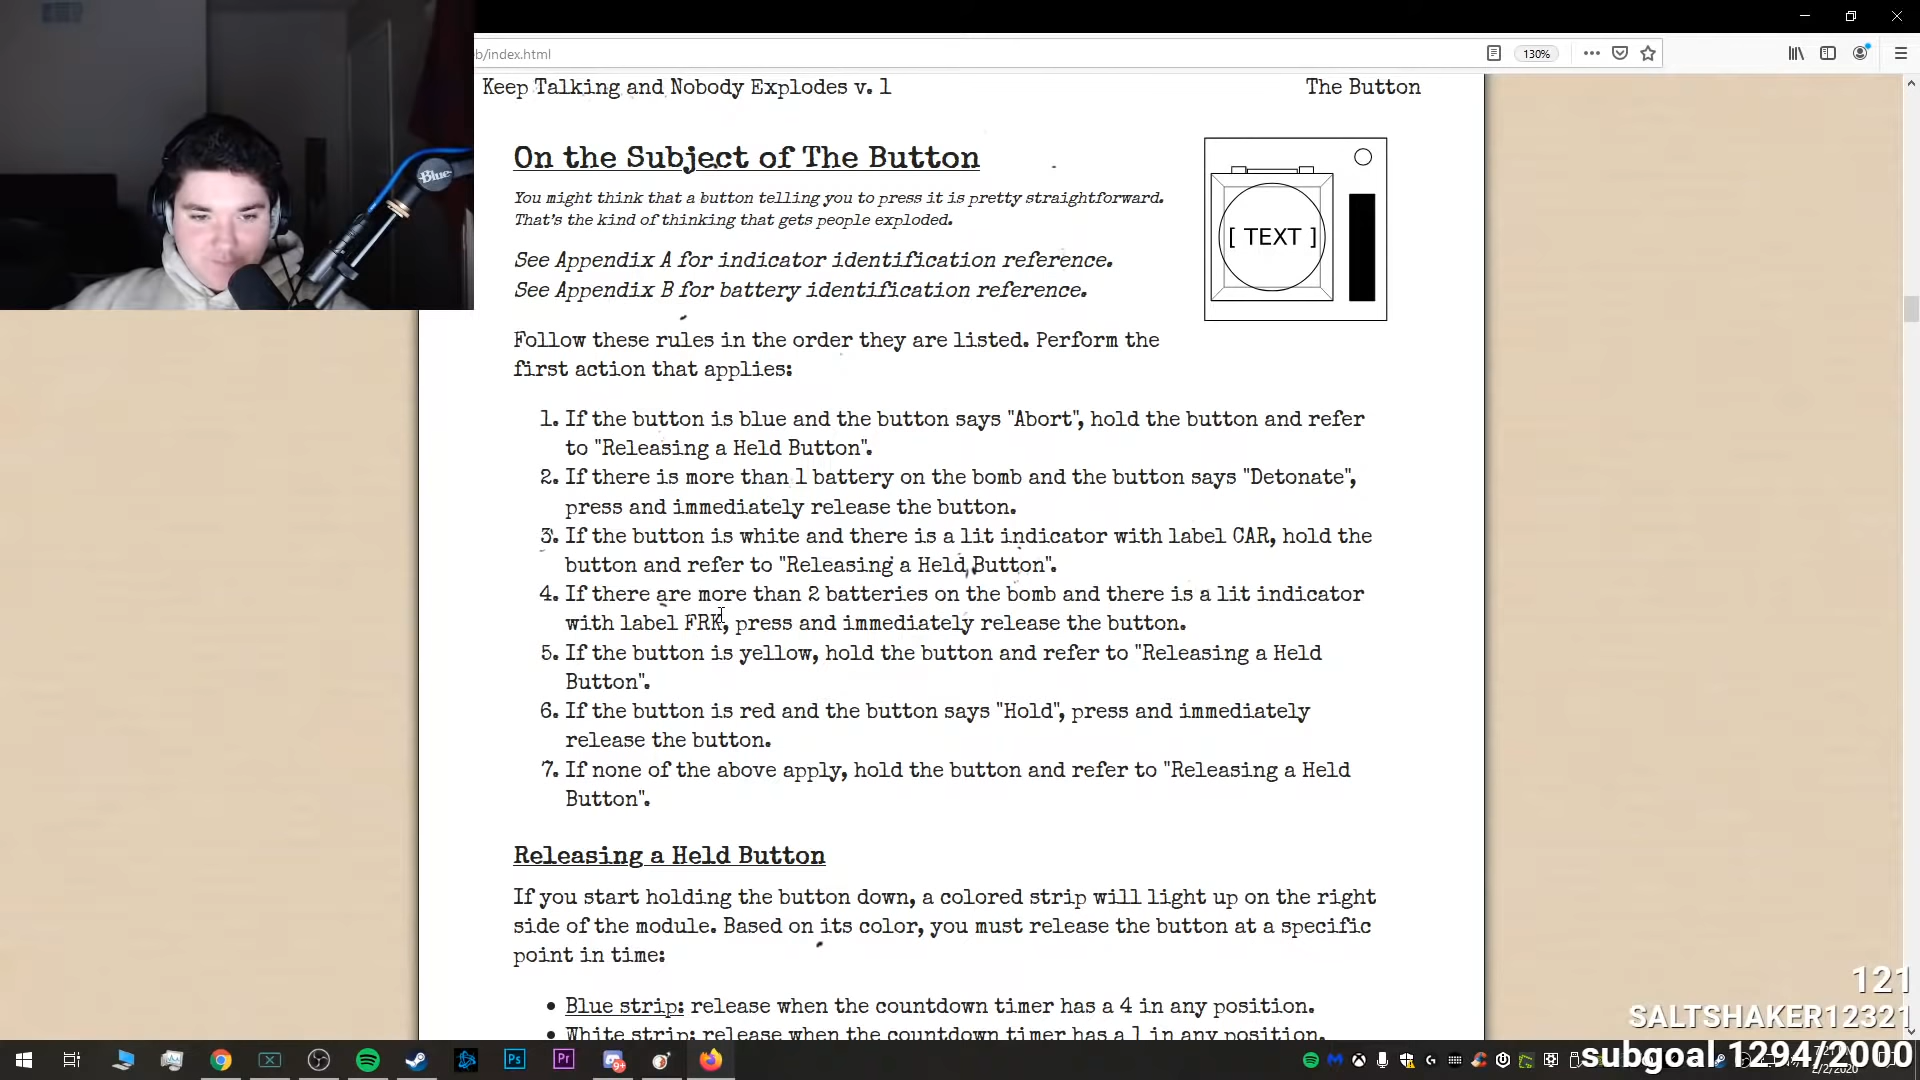 b/index.html
130%
Keep Talking and Nobody Explodes v. 1
The Button
On the Subject of The Button
You might think that a button telling you to press it is pretty straightforward.
That's the kind of thinking that gets people exploded.
See Appendix A for indicator identification reference.
See Appendix B for battery identification reference.
[ TEXT ]
Follow these rules in the order they are listed. Perform the
first action that applies:
1. If the button is blue and the button says "Abort", hold the button and refer
to "Releasing a Held Button".
2. If there is more than 1 battery on the bomb and the button says "Detonate",
press and immediately release the button.
3. If the button is white and there is a lit indicator with label CAR, hold the
button and refer to "Releasing a Held Button".
4. If there are more than 2 batteries on the bomb and there is a lit indicator
with label FRK, press and immediately release the button.
5. If the button is yellow, hold the button and refer to "Releasing a Held
Button".
6. If the button is red and the button says "Hold", press and immediately
release the button.
7. If none of the above apply, hold the button and refer to "Releasing a Held
Button".
Releasing a Held Button
If you start holding the button down, a colored strip will light up on the right
side of the module. Based on its color, you must release the button at a specific
point in time:
• Blue strip: release when the countdown timer has a 4 in any position.
• White strip: release when the countdown timer has a 1 in any position.
Blue
121
SALTSHAKER12321
subgoal 1294/2000
Ps
Pr
9+
2/2/2020